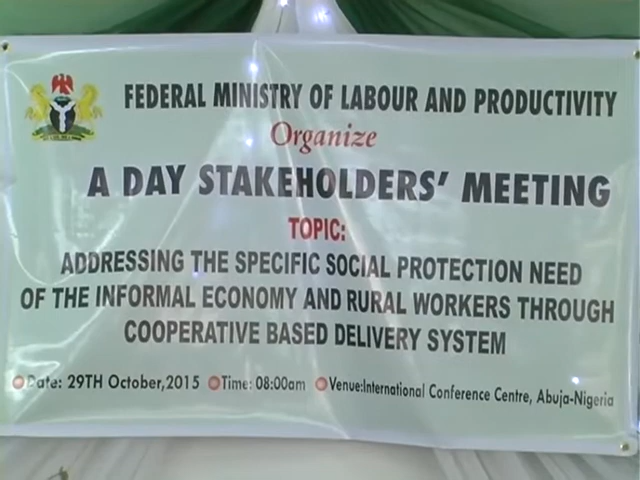 FEDERAL MINISTRY OF LABOUR AND PRODUCTIVITY
Organize
A DAY STAKEHOLDERS' MEETING
TOPIC:
ADDRESSING THE SPECIFIC SOCIAL PROTECTION NEED
OF THE INFORMAL ECONOMY AND RURAL WORKERS THROUGH
COOPERATIVE BASED DELIVERY SYSTEM
Date: 29TH October,2015 Time: 08:00am Venue:International Conference Centre, Abuja-Nigeria